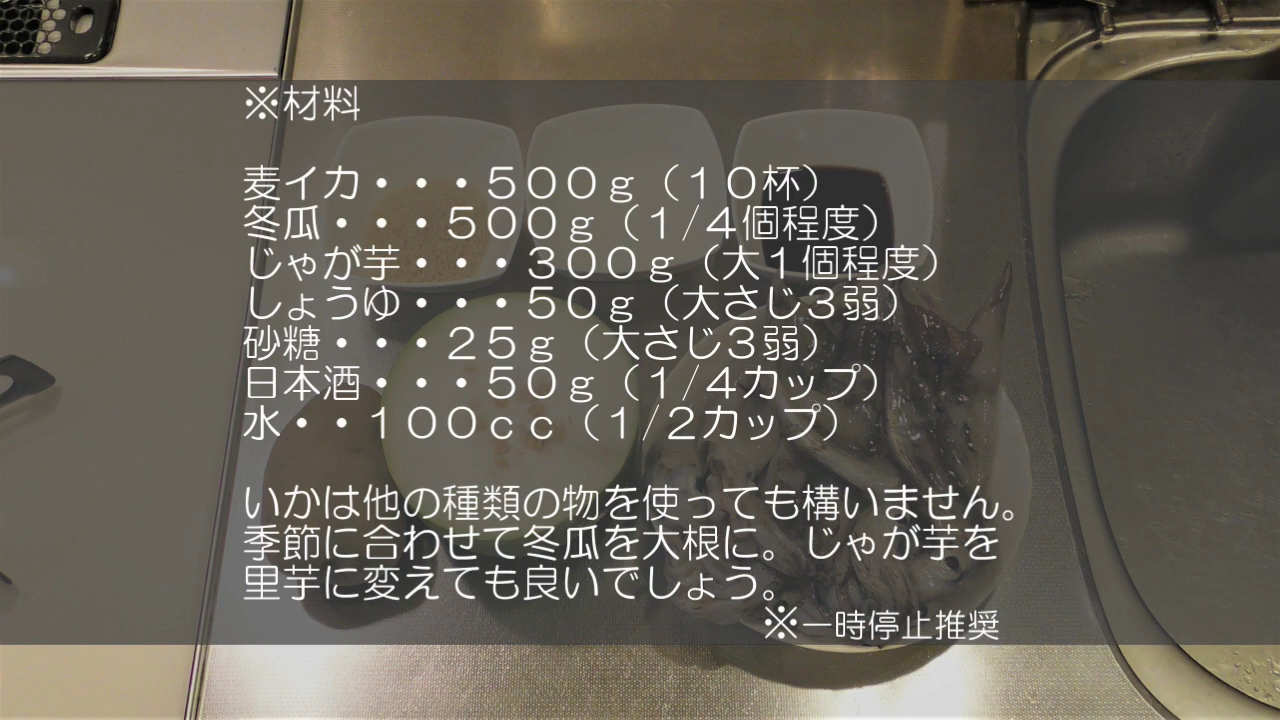 ※材料
麦イカ・・・５００ｇ（１０杯）
冬瓜・・・５００ｇ（１/４個程度）
じゃが芋・・・３００ｇ（大１個程度）
しょうゆ・・・５０ｇ（大さじ３弱）
砂糖・・・２５ｇ（大さじ３弱）
日本酒・・・５０ｇ（１/４カップ）
水・・１００ｃｃ（１/２カップ）
いかは他の種類の物を使っても構いません。
季節に合わせて冬瓜を大根に。じゃが芋を
里芋に変えても良いでしょう。
※一時停止推奨